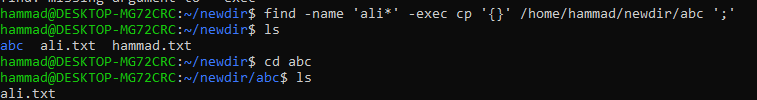 find: missing argument to `-exec'
hammad@DESKTOP-MG72CRC:~/newdir$ find -name 'ali*' -exec cp '{}' /home/hammad/newdir/abc ';'
hammad@DESKTOP-MG72CRC:~/newdir$ ls
abc  ali.txt  hammad.txt
hammad@DESKTOP-MG72CRC:~/newdir$ cd abc
hammad@DESKTOP-MG72CRC:~/newdir/abc$ ls
ali.txt